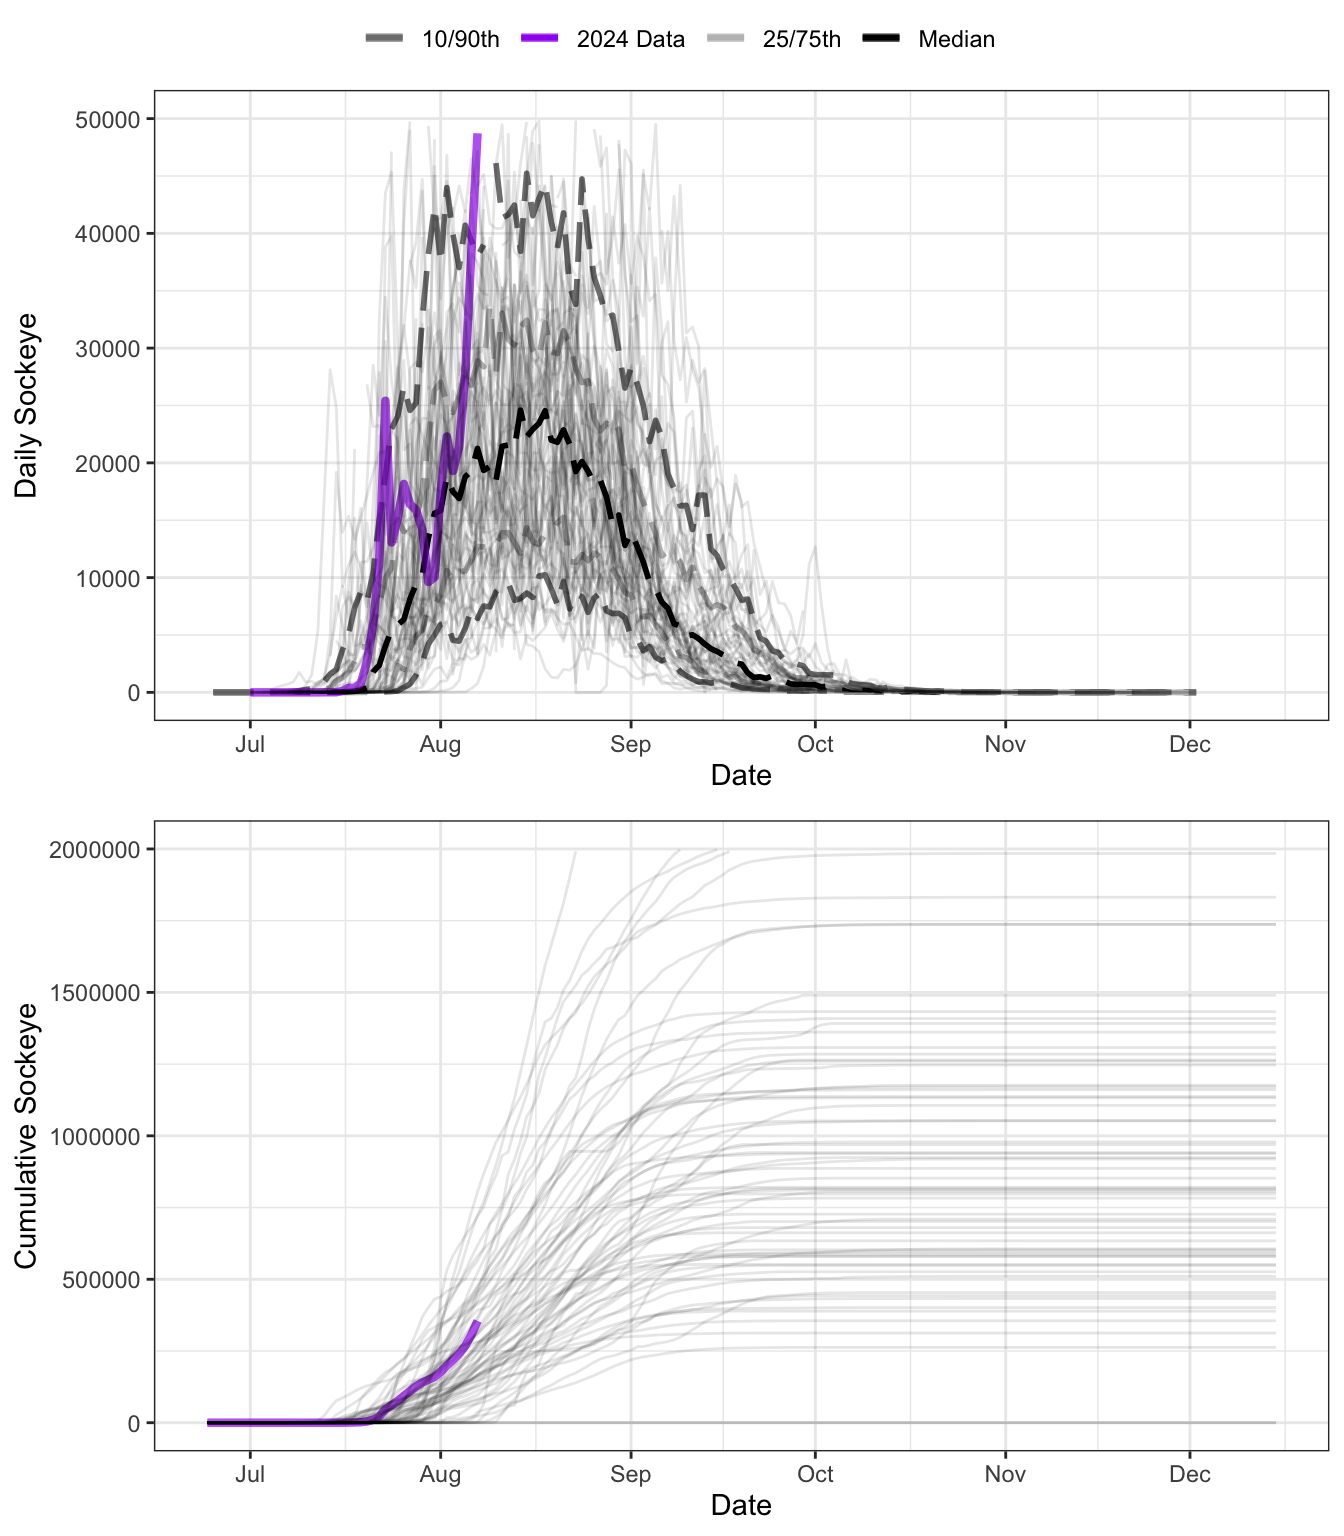 10/90th 2024 Data 25/75th Median
50000
40000
30000
20000
10000
0
Daily Sockeye
Jul Aug Sep Oct Nov Dec
Date
2000000
1500000
1000000
500000
0
Cumulative Sockeye
Jul Aug Sep Oct Nov Dec
Date